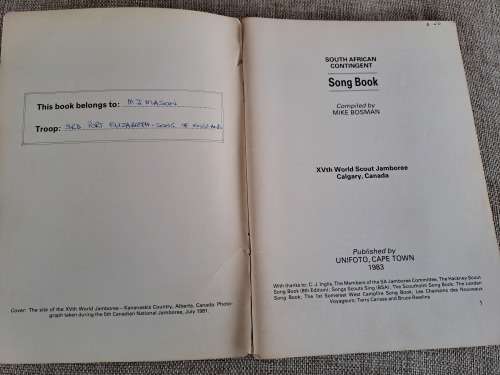 This book belongs to: M J MASON
Troop: 3RD PORT ELIZABETH - SONS OF ENGLAND
Cover: The site of the XVth World Jamboree – Kananaskis Country, Alberta, Canada. Photo-
graph taken during the 5th Canadian National Jamboree, July 1981.
SOUTH AFRICAN
CONTINGENT
Song Book
Compiled by
MIKE BOSMAN
XVth World Scout Jamboree
Calgary, Canada
Published by
UNIFOTO, CAPE TOWN
1983
With thanks to: C.J. Inglis, The Members of the SA Jamboree Committee, The Hackney Scout
Song Book (8th Edition); Songs Scouts Sing (BSA), The Scoutmoot Song Book; The London
Song Book; The 1st Somerset West Campfire Song Book; Les Chansons des Nouveaux
Voyageurs; Terry Caruse and Bruce Rawlins.
1